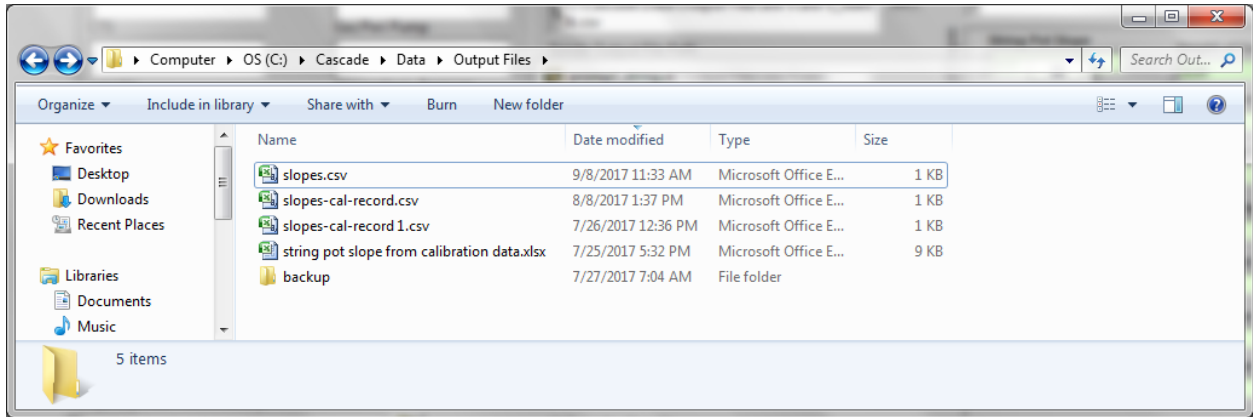 Computer ▸ OS (C:) ▸ Cascade ▸ Data ▸ Output Files ▸
Search Out...
Organize Include in library Share with Burn New folder
Favorites
Desktop
Downloads
Recent Places
Libraries
Documents
Music
Name Date modified Type Size
slopes.csv 9/8/2017 11:33 AM Microsoft Office E... 1 KB
slopes-cal-record.csv 8/8/2017 1:37 PM Microsoft Office E... 1 KB
slopes-cal-record 1.csv 7/26/2017 12:36 PM Microsoft Office E... 1 KB
string pot slope from calibration data.xlsx 7/25/2017 5:32 PM Microsoft Office E... 9 KB
backup 7/27/2017 7:04 AM File folder
5 items